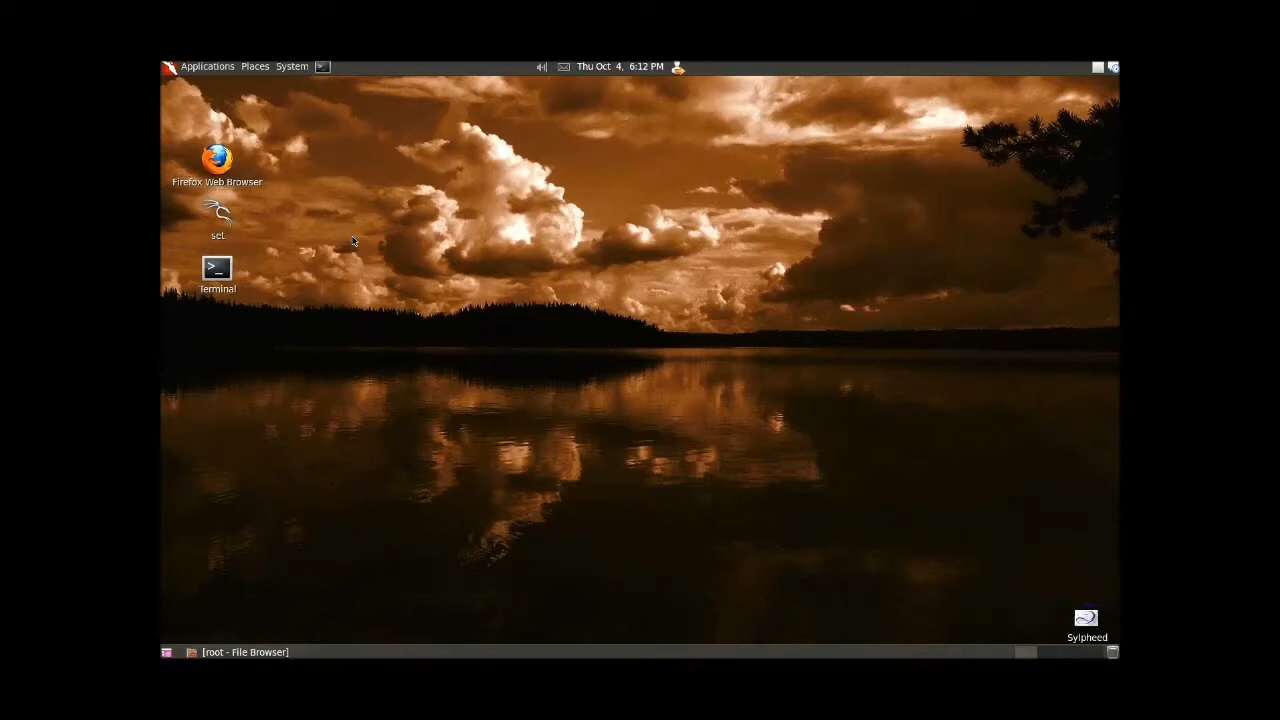 Applications Places System
Thu Oct 4, 6:12 PM
Firefox Web Browser
set
Terminal
Sylpheed
[root - File Browser]